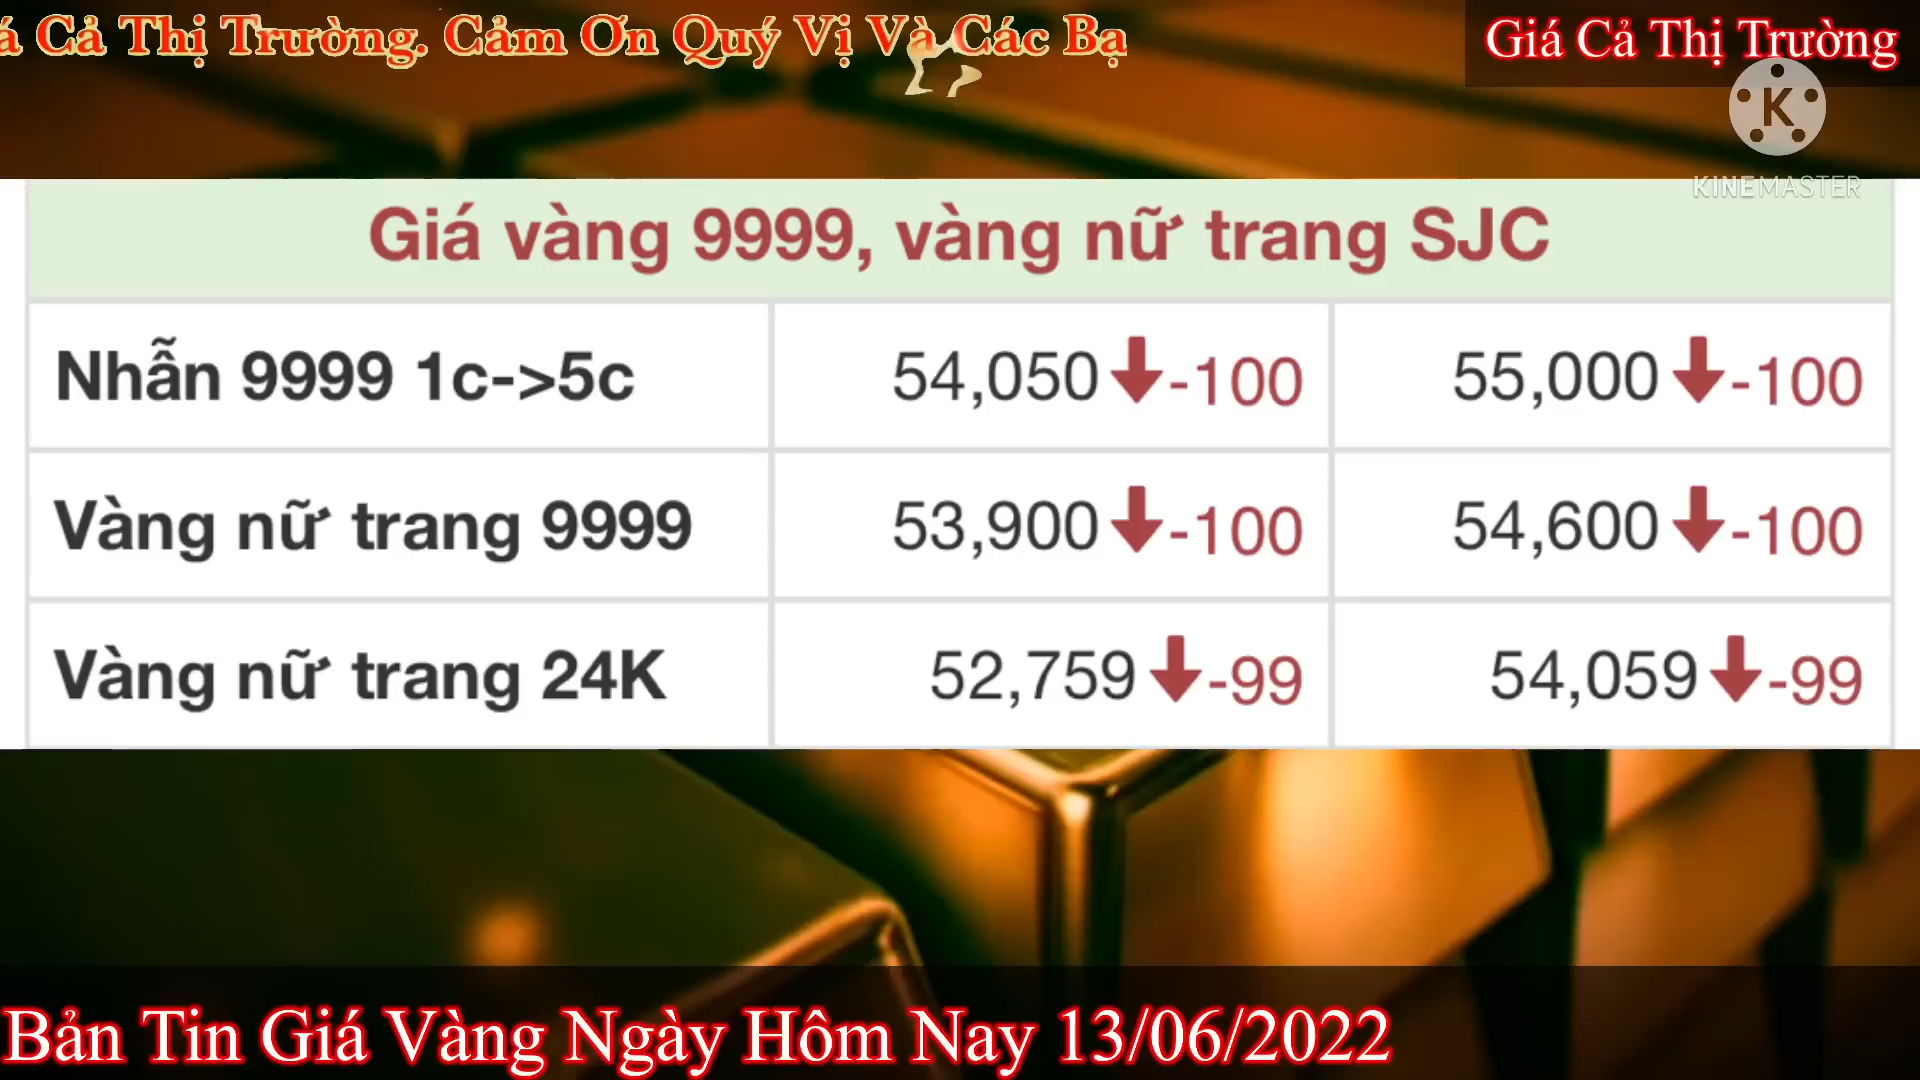 á Cả Thị Trường. Cảm Ơn Quý Vị Và Các Bạ
Giá Cả Thị Trường
K
KINEMASTER
Giá vàng 9999, vàng nữ trang SJC
Nhẫn 9999 1c->5c 54,050 -100 55,000 -100
Vàng nữ trang 9999 53,900 -100 54,600 -100
Vàng nữ trang 24K 52,759 -99 54,059 -99
Bản Tin Giá Vàng Ngày Hôm Nay 13/06/2022